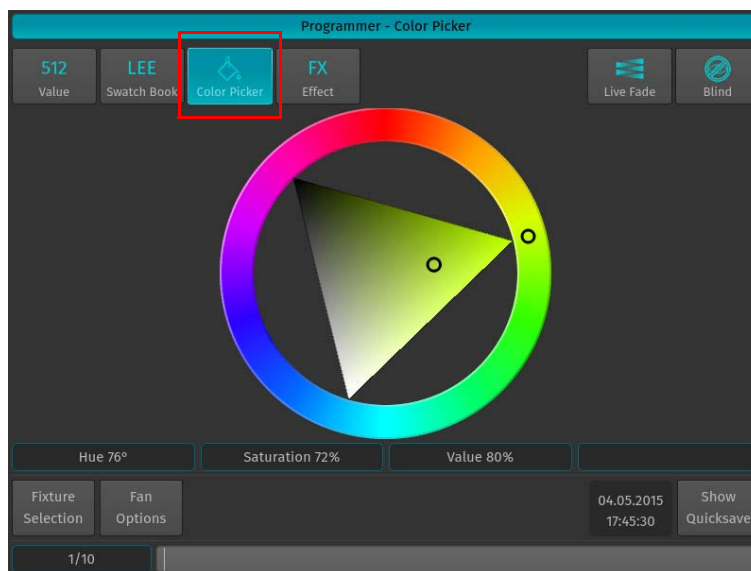 Programmer - Color Picker
512
Value
LEE
Swatch Book
Color Picker
FX
Effect
Live Fade
Blind
Hue 76°
Saturation 72%
Value 80%
Fixture
Selection
Fan
Options
04.05.2015
17:45:30
Show
Quicksave
1/10